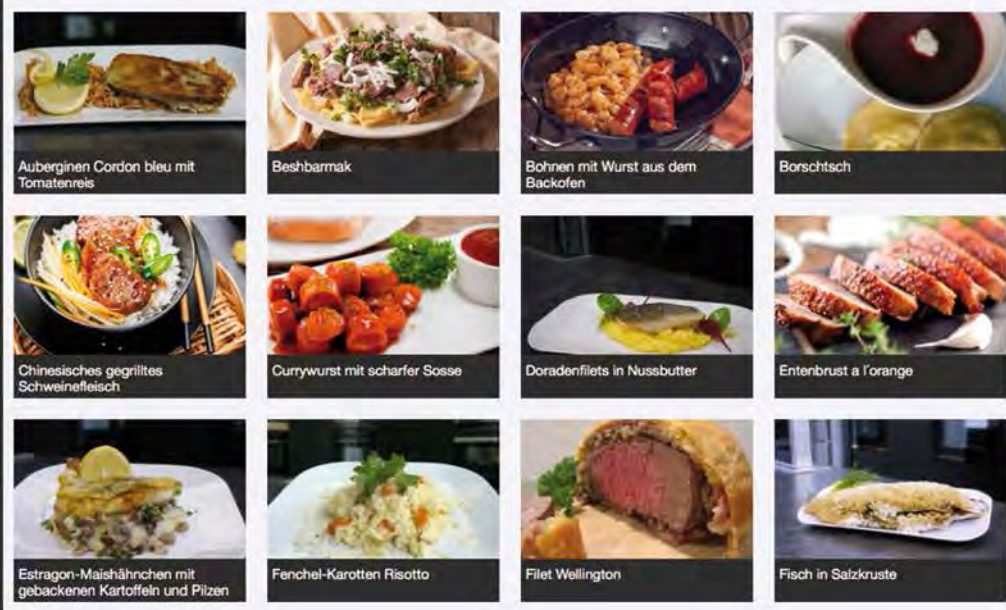 Auberginen Cordon bleu mit
Tomatenreis
Beshbarmak
Bohnen mit Wurst aus dem
Backofen
Borschtsch
Chinesisches gegrilltes
Schweinefleisch
Currywurst mit scharfer Sosse
Doradenfilets in Nussbutter
Entenbrust a l´orange
Estragon-Maishähnchen mit
gebackenen Kartoffeln und Pilzen
Fenchel-Karotten Risotto
Filet Wellington
Fisch in Salzkruste